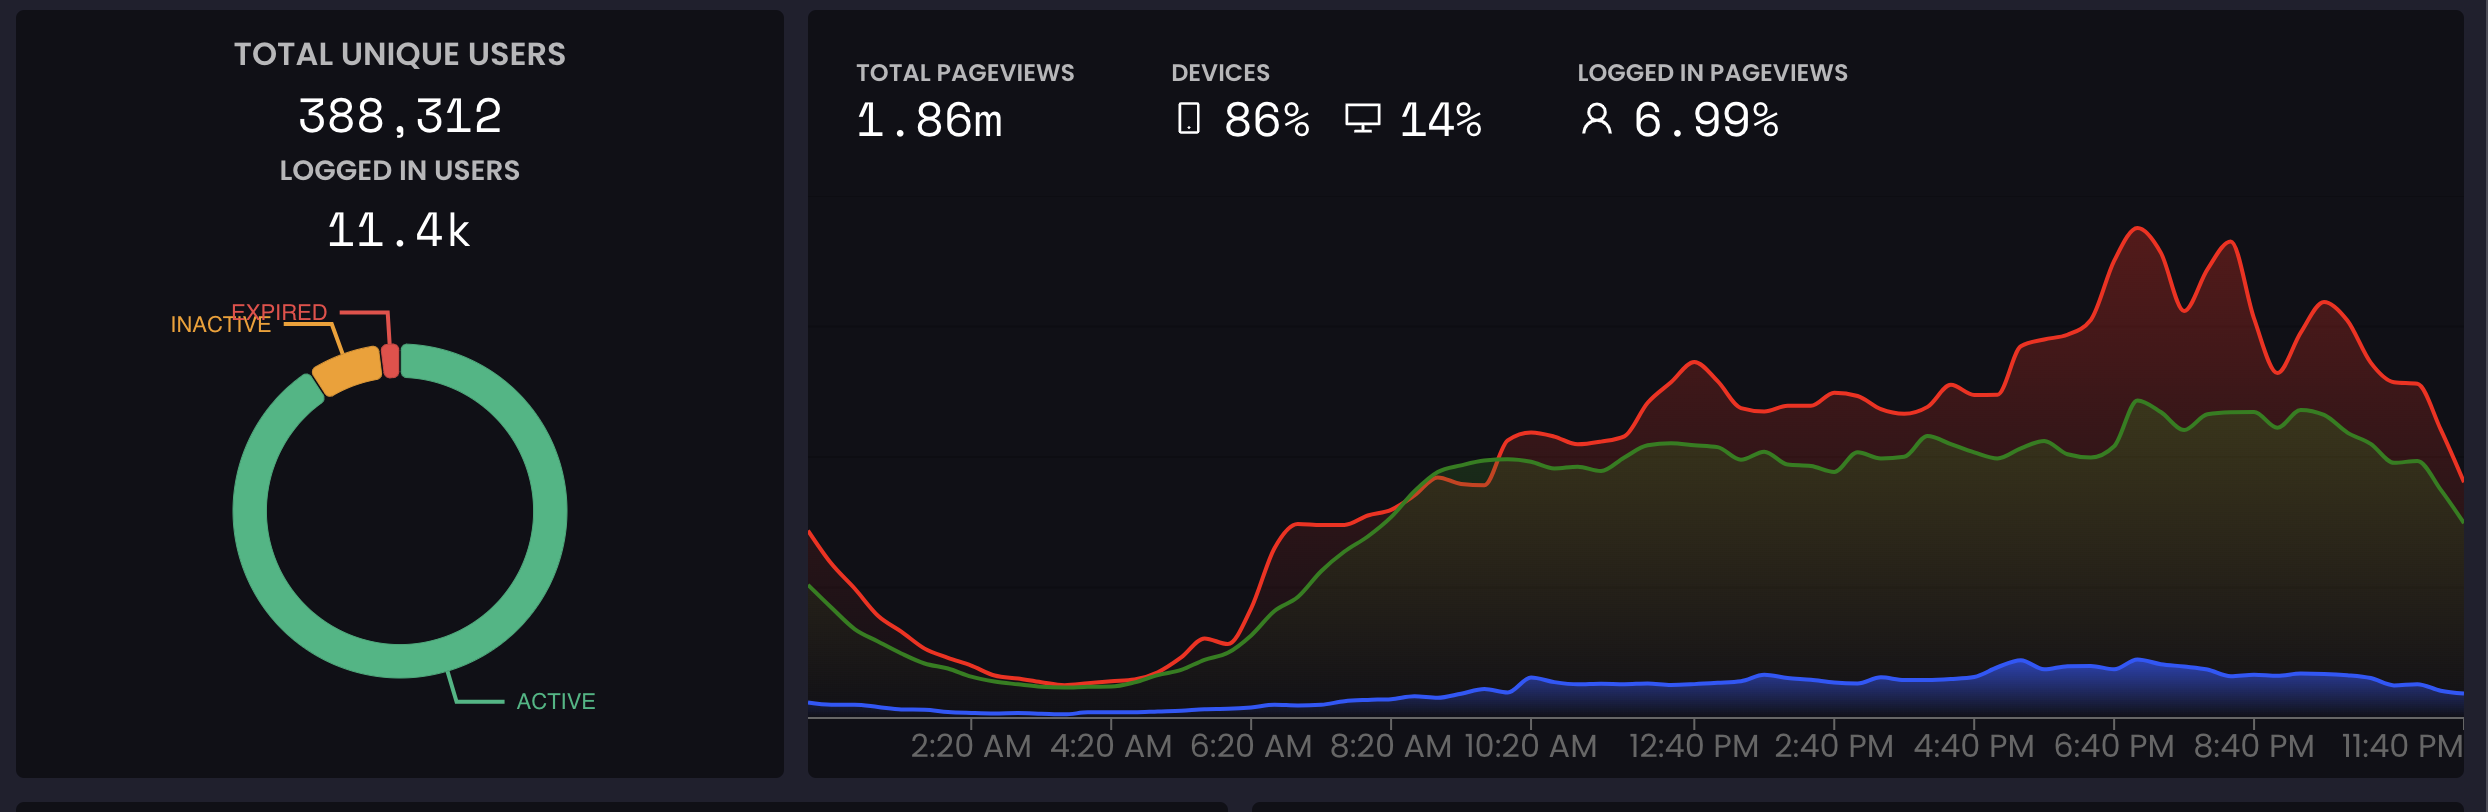 TOTAL UNIQUE USERS
388,312
LOGGED IN USERS
11.4k
EXPIRED
INACTIVE
ACTIVE
TOTAL PAGEVIEWS
1.86m
DEVICES
86% 14%
LOGGED IN PAGEVIEWS
6.99%
2:20 AM 4:20 AM 6:20 AM 8:20 AM 10:20 AM 12:40 PM 2:40 PM 4:40 PM 6:40 PM 8:40 PM 11:40 PM